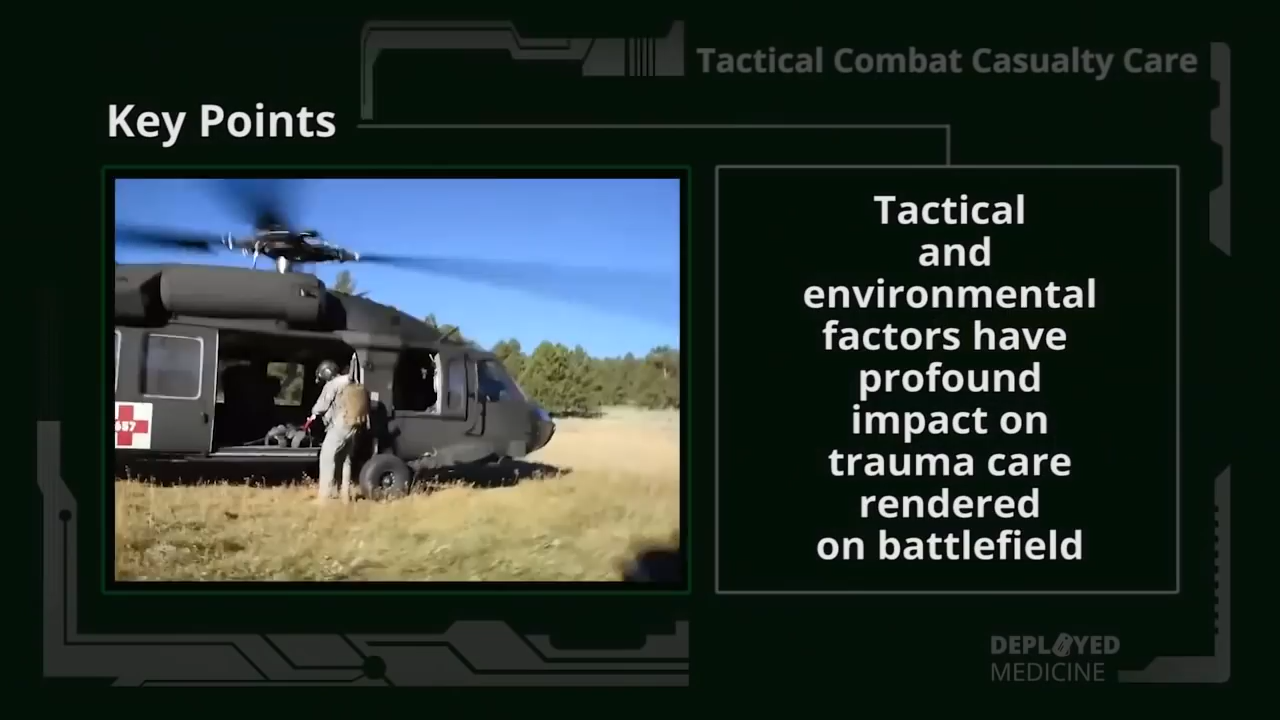 Tactical Combat Casualty Care
Key Points
657
Tactical
and
environmental
factors have
profound
impact on
trauma care
rendered
on battlefield
DEPLOYED
MEDICINE